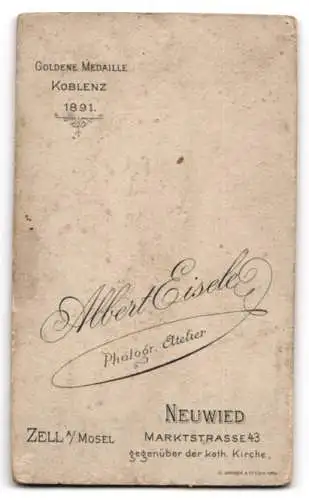 GOLDENE MEDAILLE
KOBLENZ
1891.
Albert Eisele
Photogr. Atelier
NEUWIED
ZELL A/ MOSEL
MARKTSTRASSE 43
gegenüber der kath. Kirche.